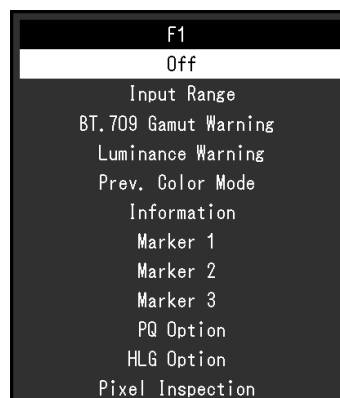 F1
Off
Input Range
BT.709 Gamut Warning
Luminance Warning
Prev. Color Mode
Information
Marker 1
Marker 2
Marker 3
PQ Option
HLG Option
Pixel Inspection